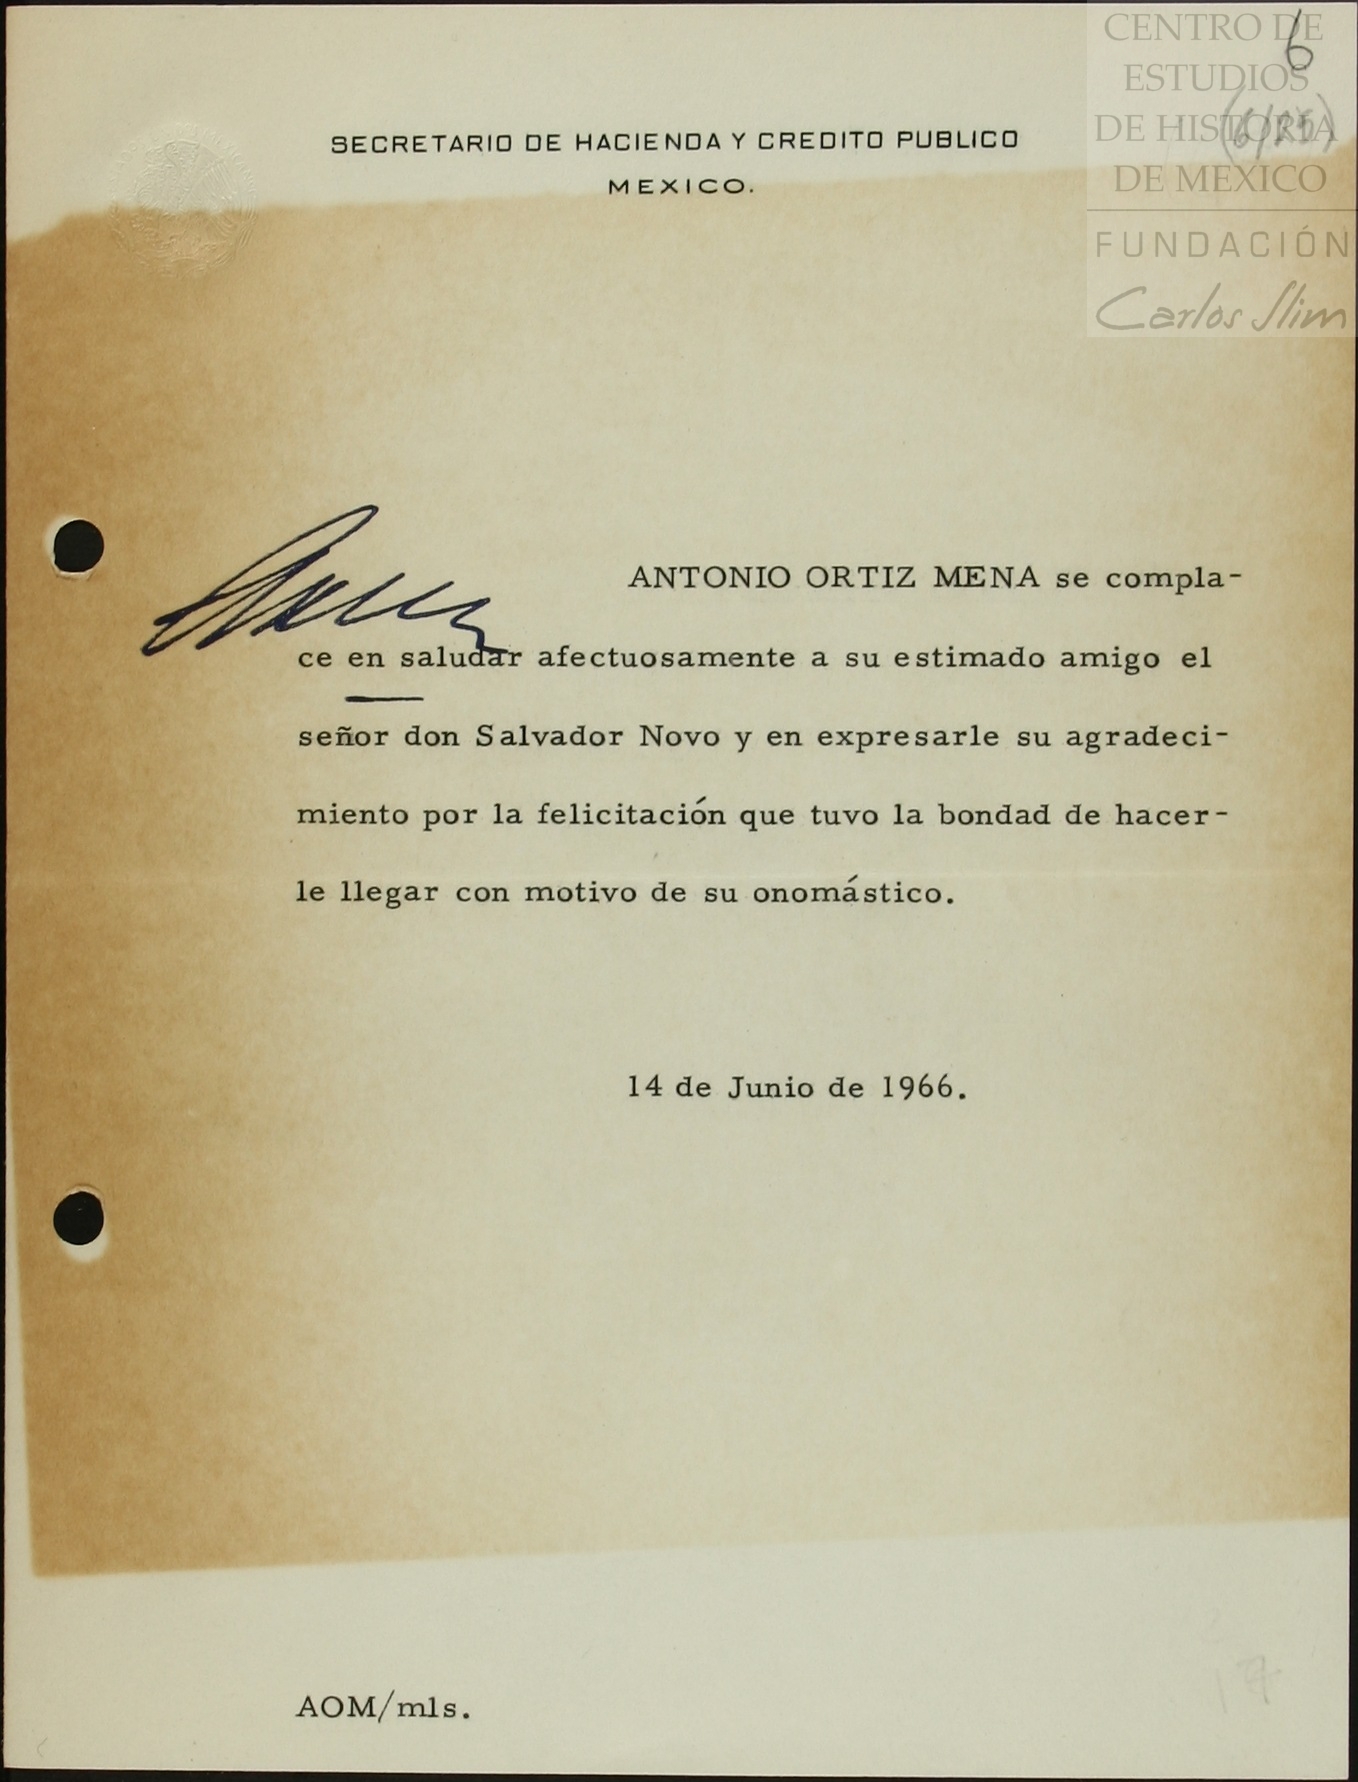 CENTRO DE
ESTUDIOS
DE HISTORIA
DE MEXICO
FUNDACIÓN
Carlos Slim
6
SECRETARIO DE HACIENDA Y CREDITO PUBLICO
MEXICO.
ANTONIO ORTIZ MENA se compla-
ce en saludar afectuosamente a su estimado amigo el
señor don Salvador Novo y en expresarle su agradeci-
miento por la felicitación que tuvo la bondad de hacer-
le llegar con motivo de su onomástico.
14 de Junio de 1966.
AOM/mls.